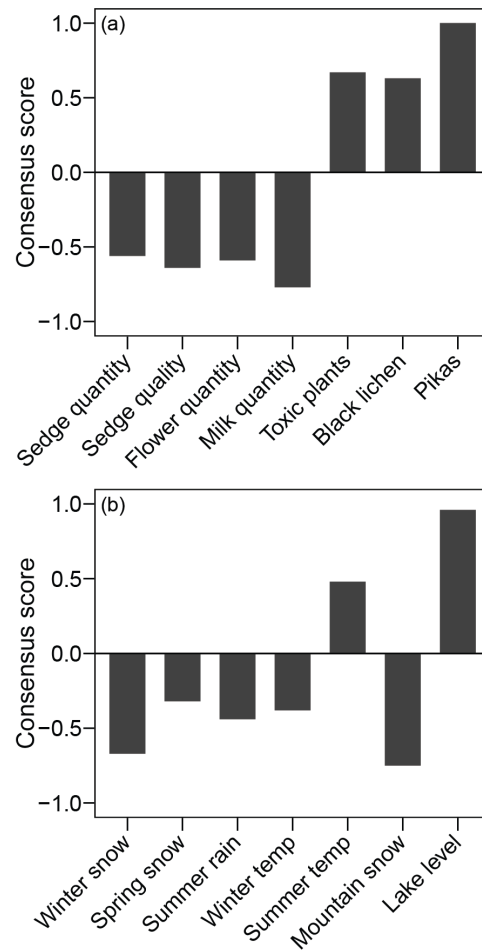 (a)
Consensus score
1.0
0.5
0.0
−0.5
−1.0
Sedge quantity
Sedge quality
Flower quantity
Milk quantity
Toxic plants
Black lichen
Pikas
(b)
Consensus score
1.0
0.5
0.0
−0.5
−1.0
Winter snow
Spring snow
Summer rain
Winter temp
Summer temp
Mountain snow
Lake level